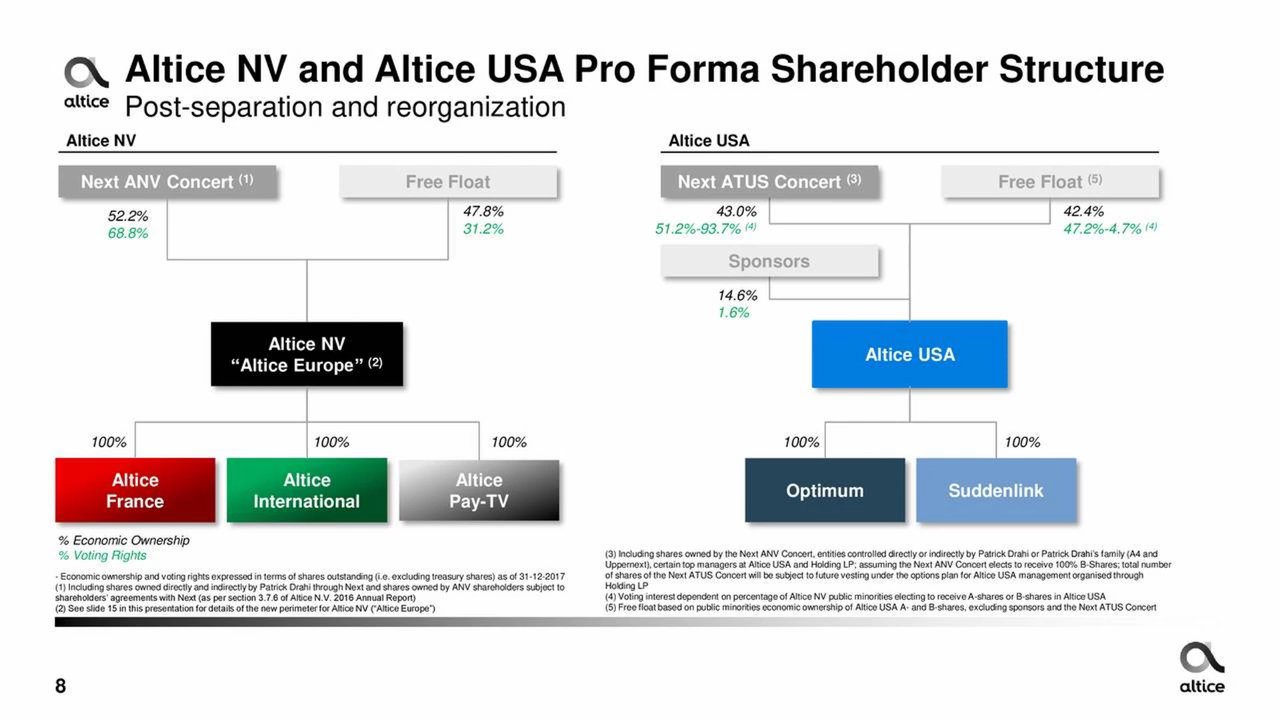 altice
Altice NV and Altice USA Pro Forma Shareholder Structure
Post-separation and reorganization
Altice NV
Next ANV Concert (1)
Free Float
52.2%
68.8%
47.8%
31.2%
Altice NV
“Altice Europe” (2)
100%
100%
100%
Altice
France
Altice
International
Altice
Pay-TV
% Economic Ownership
% Voting Rights
- Economic ownership and voting rights expressed in terms of shares outstanding (i.e. excluding treasury shares) as of 31-12-2017
(1) Including shares owned directly and indirectly by Patrick Drahi through Next and shares owned by ANV shareholders subject to
shareholders’ agreements with Next (as per section 3.7.6 of Altice N.V. 2016 Annual Report)
(2) See slide 15 in this presentation for details of the new perimeter for Altice NV (“Altice Europe”)
Altice USA
Next ATUS Concert (3)
Free Float (5)
43.0%
51.2%-93.7% (4)
42.4%
47.2%-4.7% (4)
Sponsors
14.6%
1.6%
Altice USA
100%
100%
Optimum
Suddenlink
(3) Including shares owned by the Next ANV Concert, entities controlled directly or indirectly by Patrick Drahi or Patrick Drahi’s family (A4 and
Uppernext), certain top managers at Altice USA and Holding LP; assuming the Next ANV Concert elects to receive 100% B-Shares; total number
of shares of the Next ATUS Concert will be subject to future vesting under the options plan for Altice USA management organised through
Holding LP
(4) Voting interest dependent on percentage of Altice NV public minorities electing to receive A-shares or B-shares in Altice USA
(5) Free float based on public minorities economic ownership of Altice USA A- and B-shares, excluding sponsors and the Next ATUS Concert
8
altice